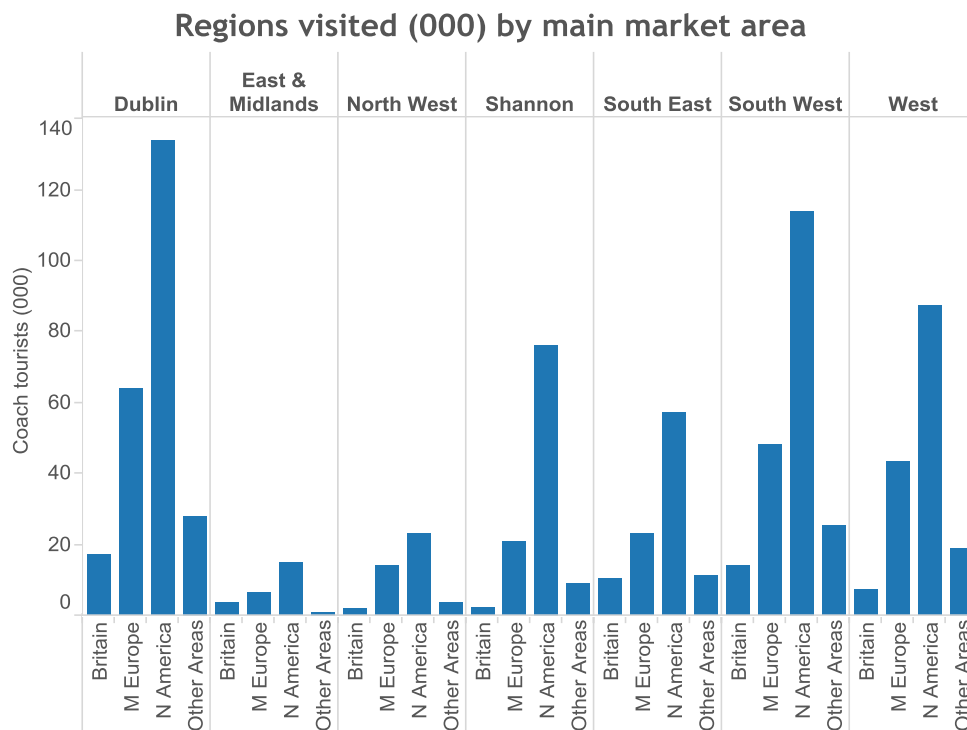 Regions visited (000) by main market area
East &
Dublin Midlands North West Shannon South East South West West
140
120
100
80
60
40
20
0
Coach tourists (000)
Britain M Europe N America Other Areas Britain M Europe N America Other Areas Britain M Europe N America Other Areas Britain M Europe N America Other Areas Britain M Europe N America Other Areas Britain M Europe N America Other Areas Britain M Europe N America Other Areas